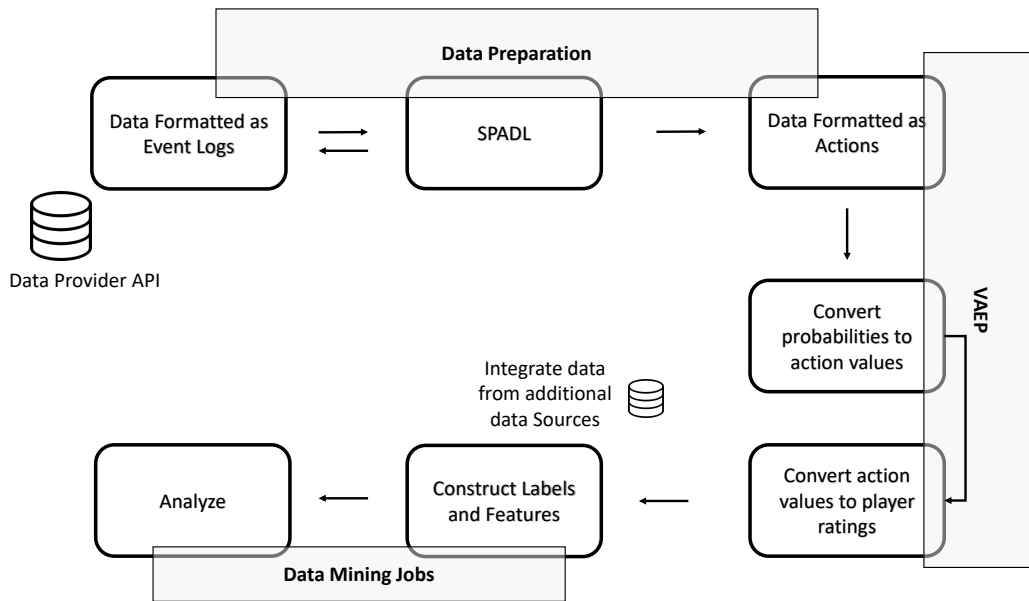 Data Preparation
Data Formatted as
Event Logs
SPADL
Data Formatted as
Actions
Data Provider API
VAEP
Convert
probabilities to
action values
Integrate data
from additional
data Sources
Analyze
Construct Labels
and Features
Convert action
values to player
ratings
Data Mining Jobs